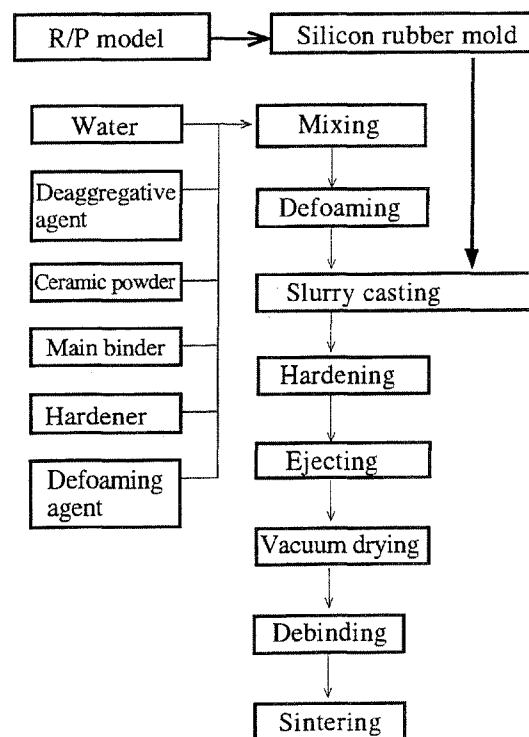 R/P model
Silicon rubber mold
Water
Deaggregative
agent
Ceramic powder
Main binder
Hardener
Defoaming
agent
Mixing
Defoaming
Slurry casting
Hardening
Ejecting
Vacuum drying
Debinding
Sintering